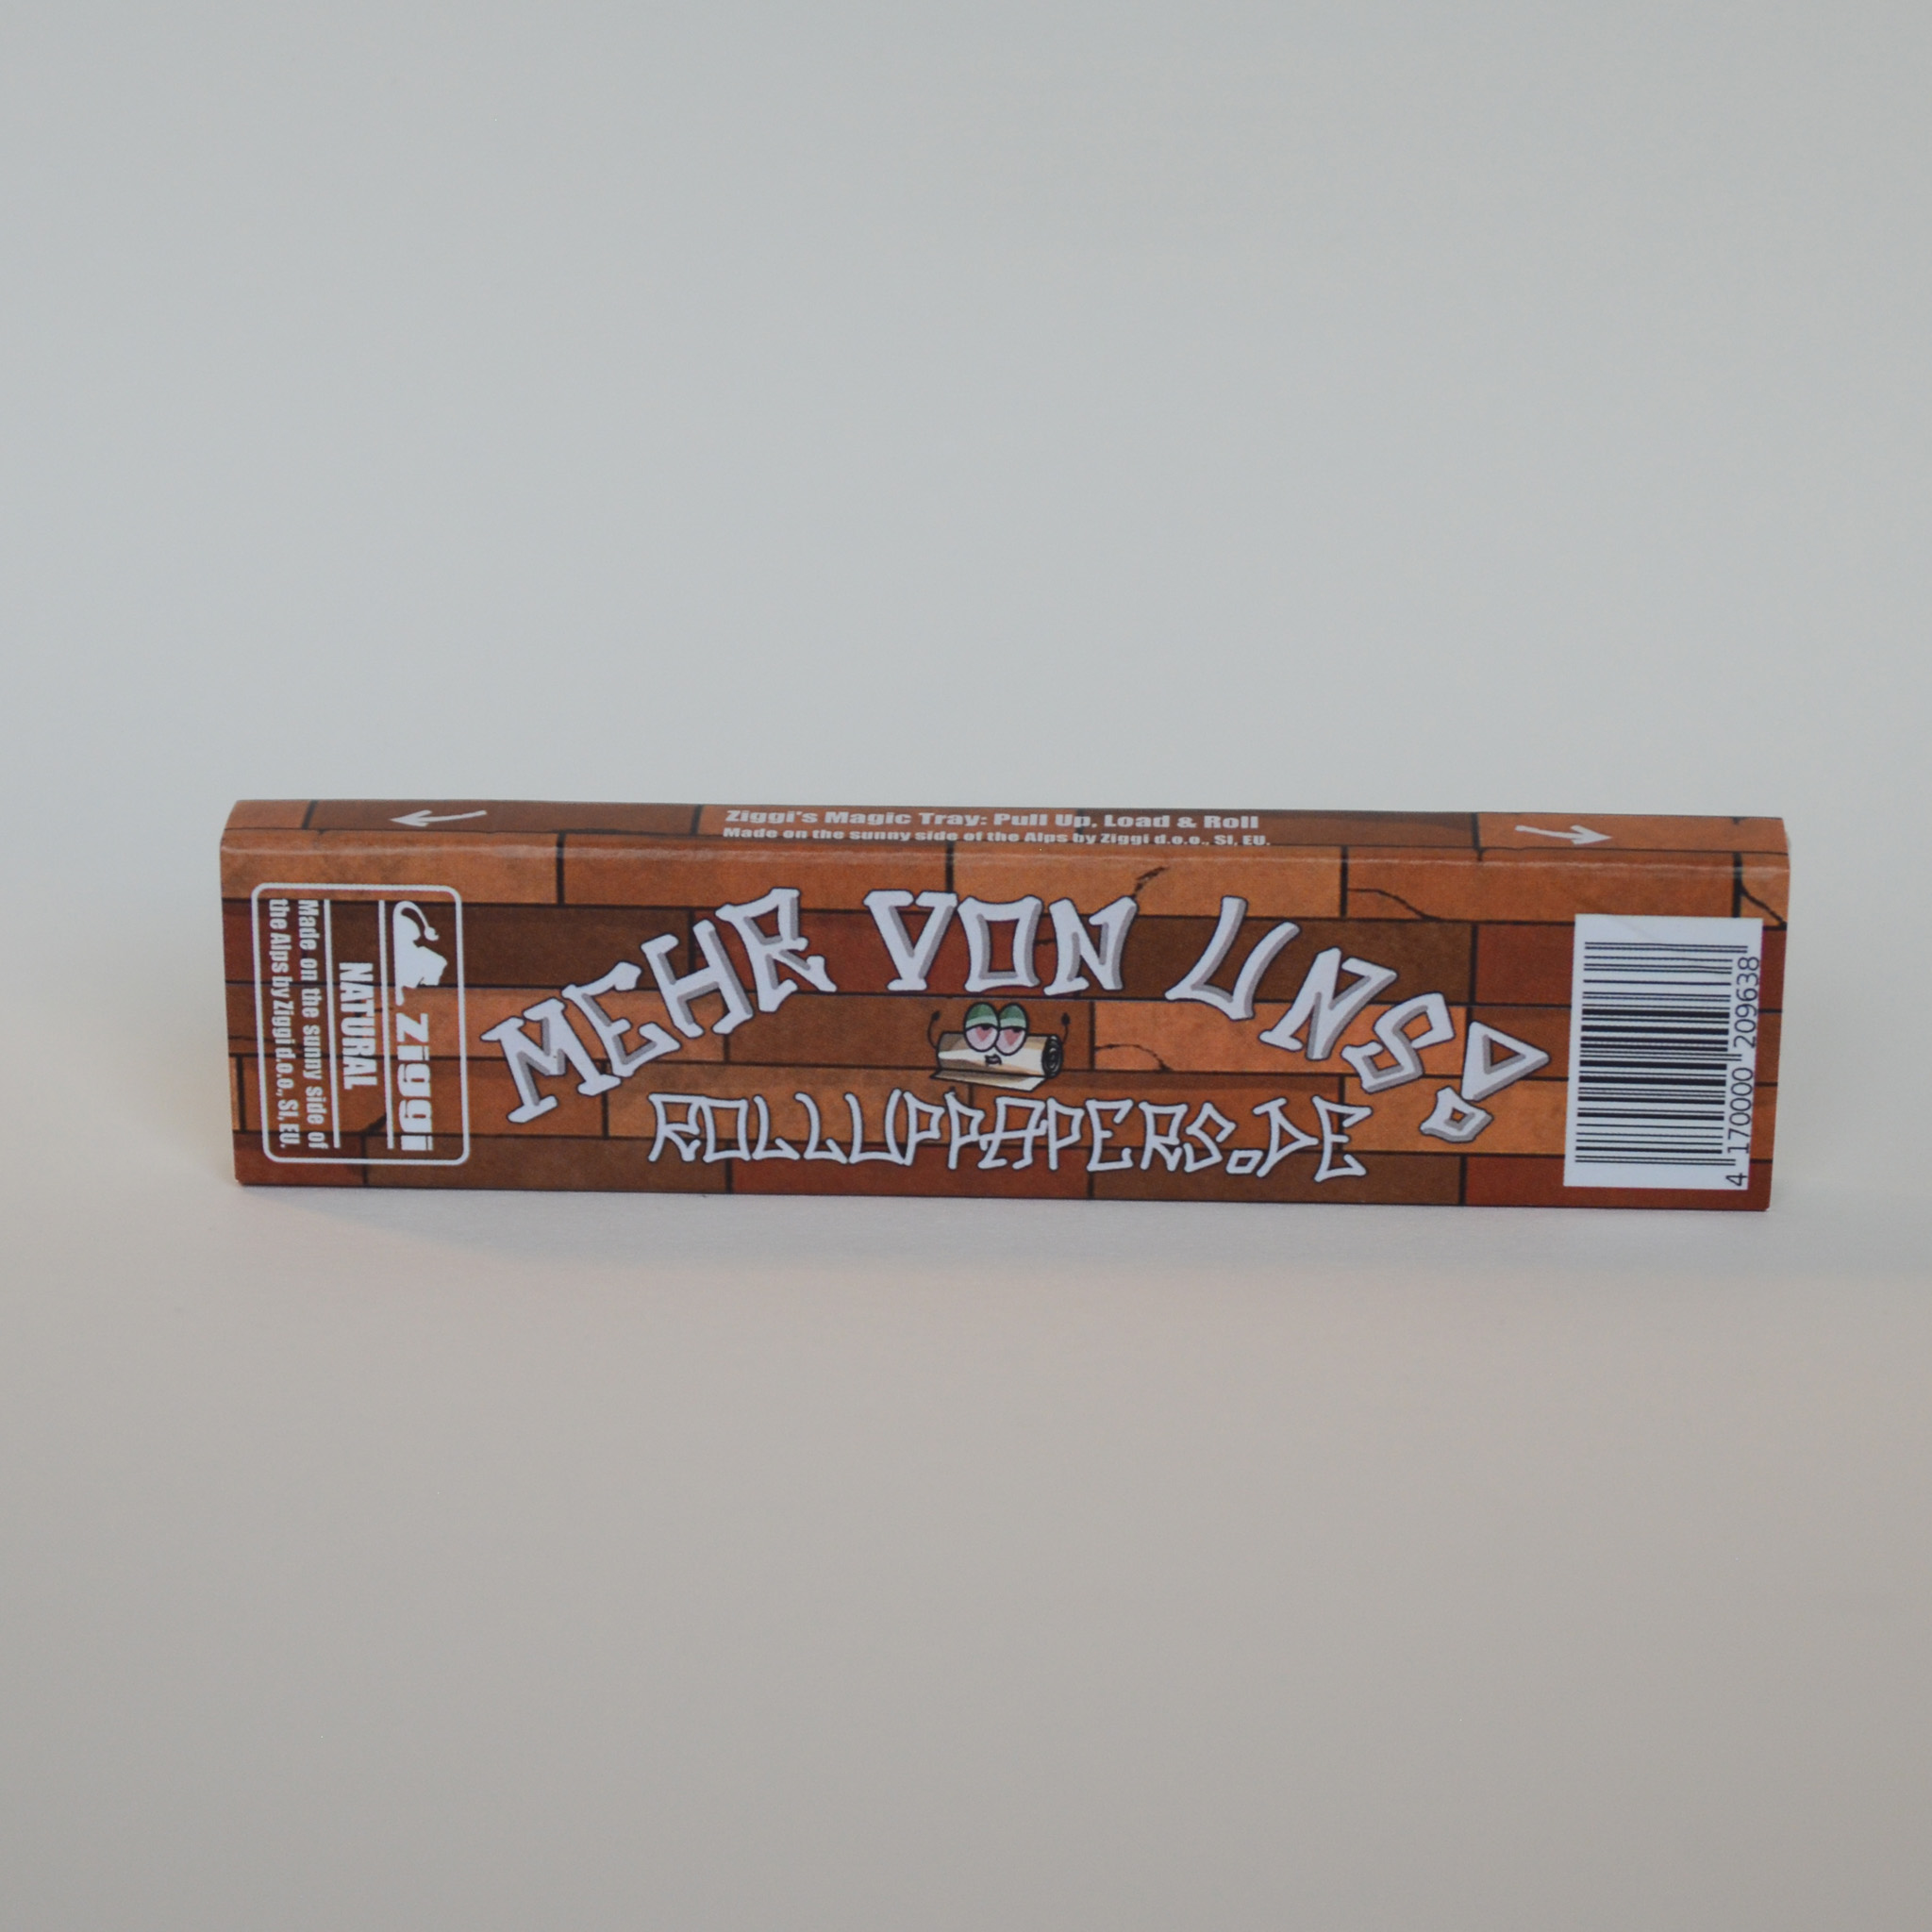 Ziggi's Magic Tray: Pull Up, Load & Roll
Made on the sunny side of the Alps by Ziggi d.o.o., SI, EU.
MEHR VON UNS!
ROLLLUPPAPERS.DE
Ziggi
NATURAL
Made on the sunny side of
the Alps by Ziggi d.o.o., SI, EU.
4 170000 209638